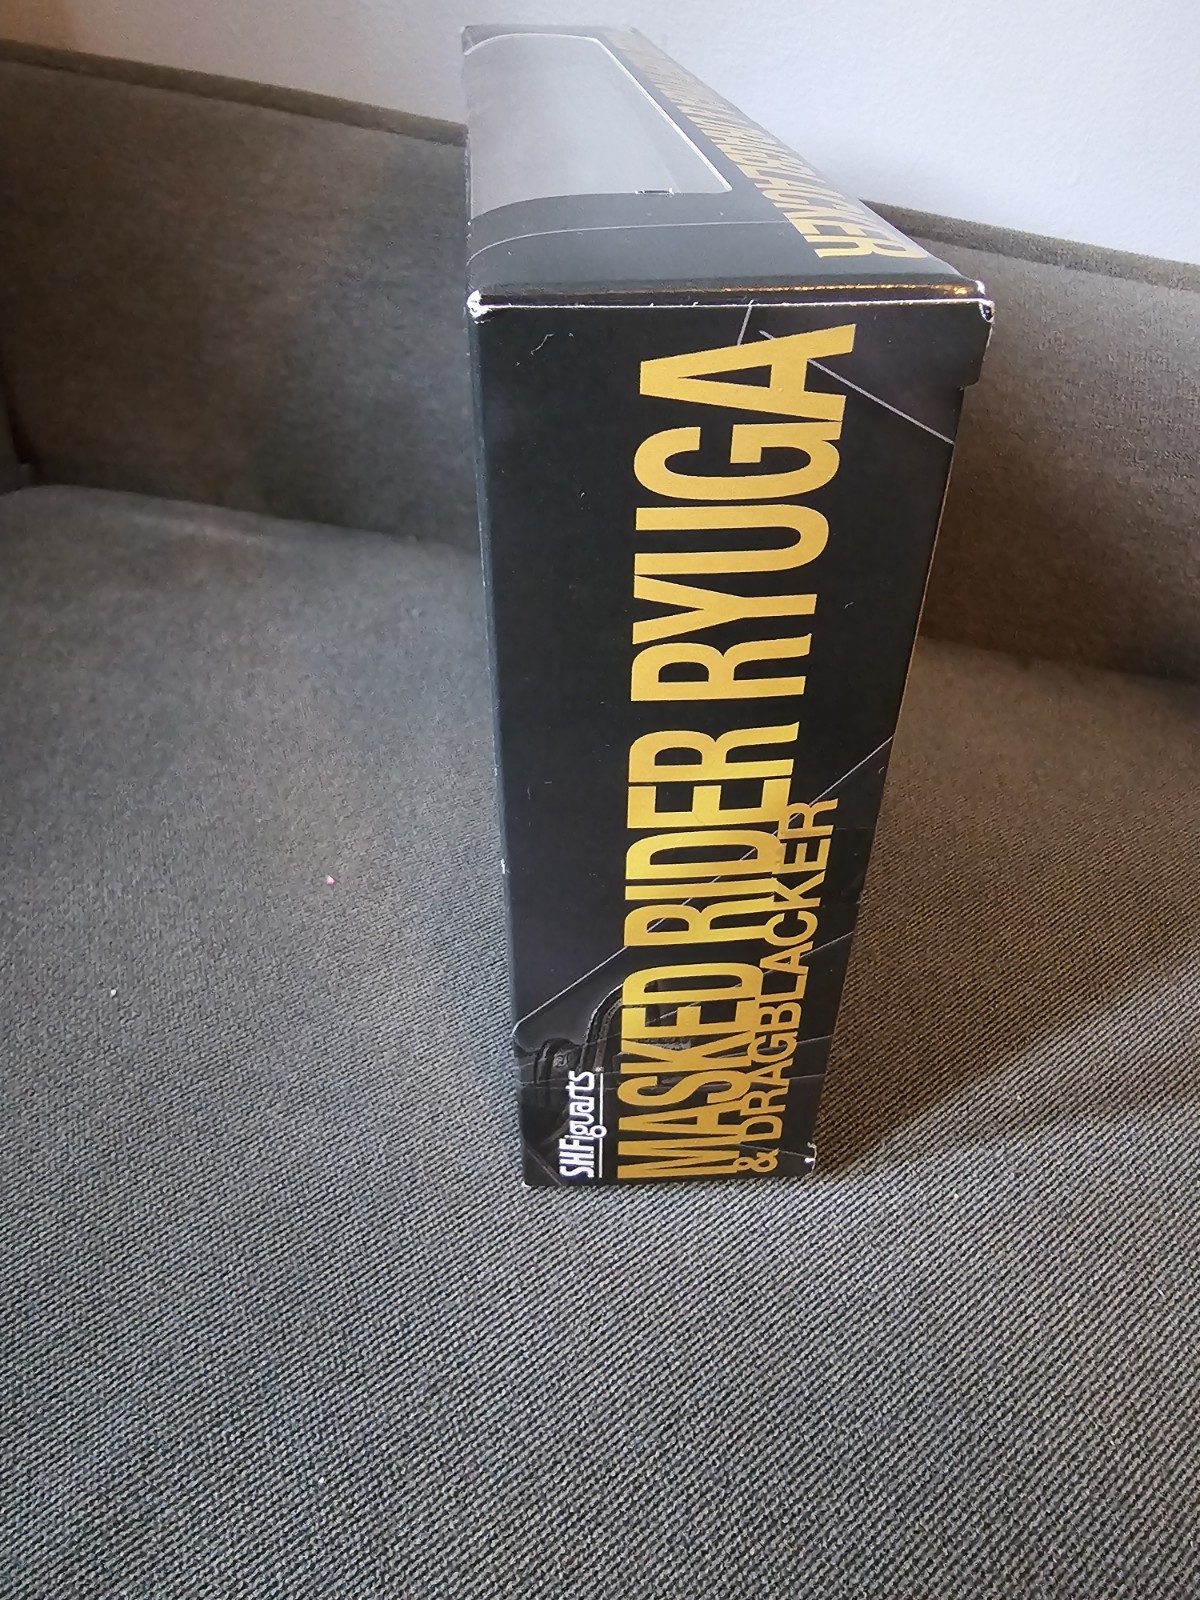 S.H.Figuarts
MASKED RIDER RYUGA
& DRAGBLACKER